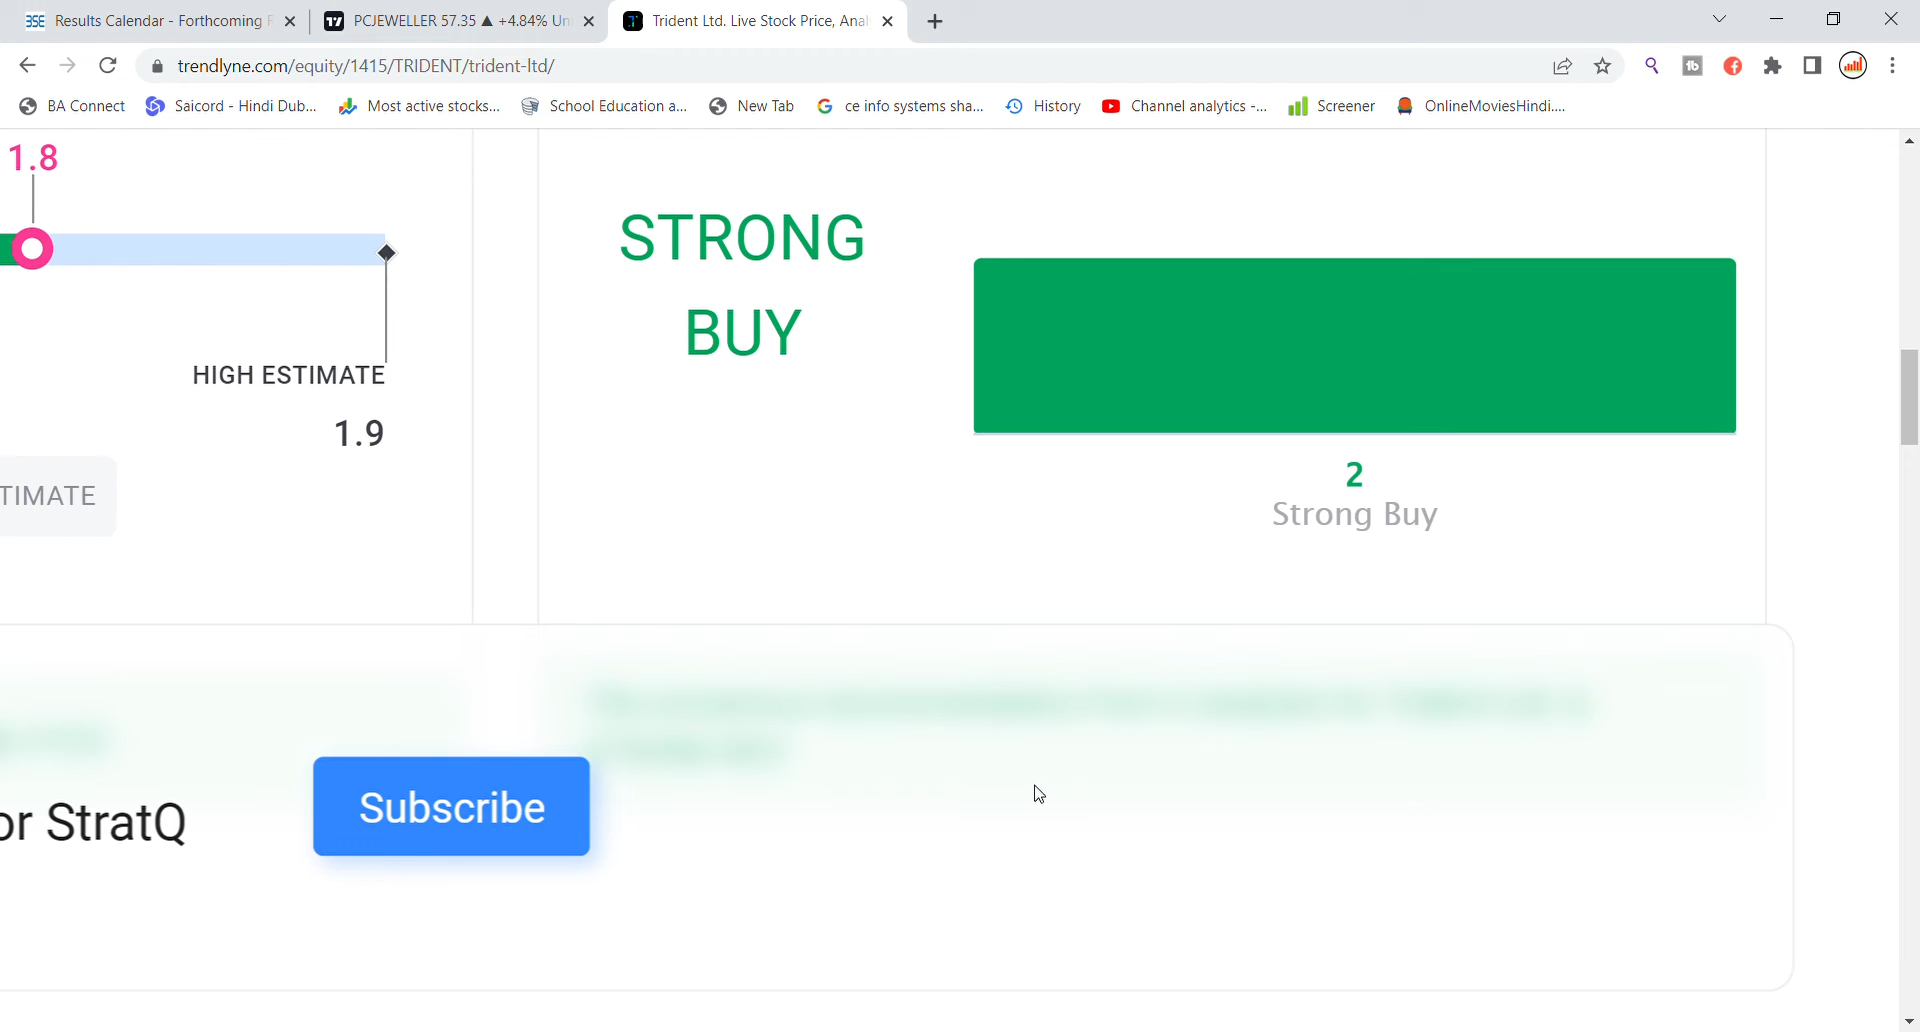 Results Calendar - Forthcoming
PCJEWELLER 57.35 ▲ +4.84% Un
Trident Ltd. Live Stock Price, Anal
trendlyne.com/equity/1415/TRIDENT/trident-ltd/
BA Connect
Saicord - Hindi Dub...
Most active stocks...
School Education a...
New Tab
ce info systems sha...
History
Channel analytics -...
Screener
OnlineMoviesHindi....
1.8
HIGH ESTIMATE
1.9
TIMATE
STRONG
BUY
2
Strong Buy
or StratQ
Subscribe